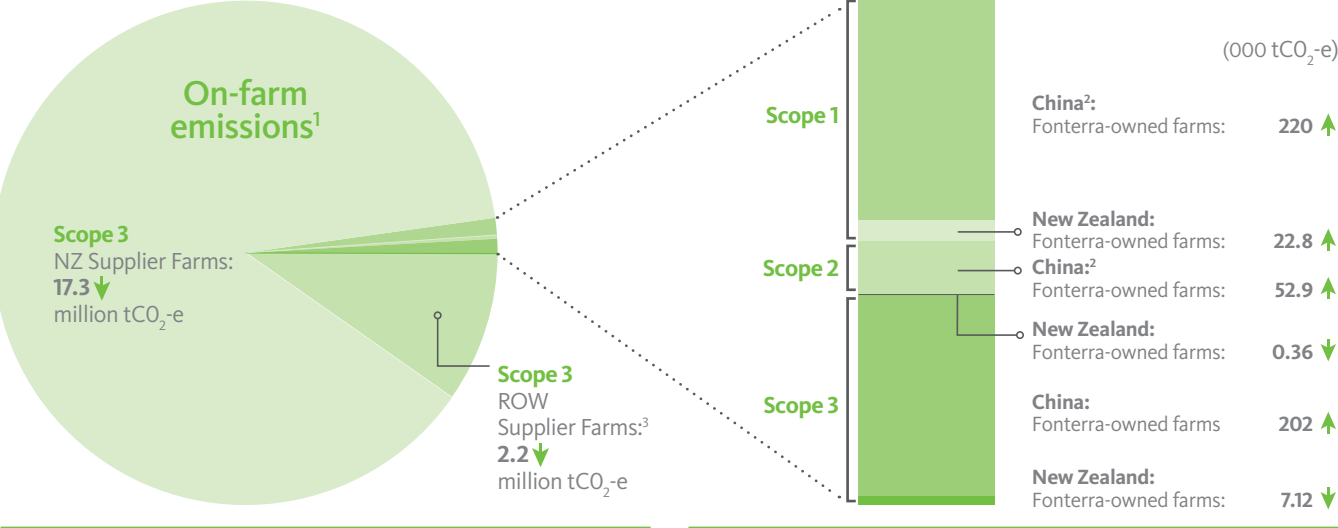 On-farm
emissions¹
Scope 3
NZ Supplier Farms:
17.3
million tCO₂-e
Scope 3
ROW
Supplier Farms:³
2.2
million tCO₂-e
(000 tCO₂-e)
Scope 1
China²:
Fonterra-owned farms: 220
New Zealand:
Fonterra-owned farms: 22.8
Scope 2
China:²
Fonterra-owned farms: 52.9
New Zealand:
Fonterra-owned farms: 0.36
Scope 3
China:
Fonterra-owned farms 202
New Zealand:
Fonterra-owned farms: 7.12